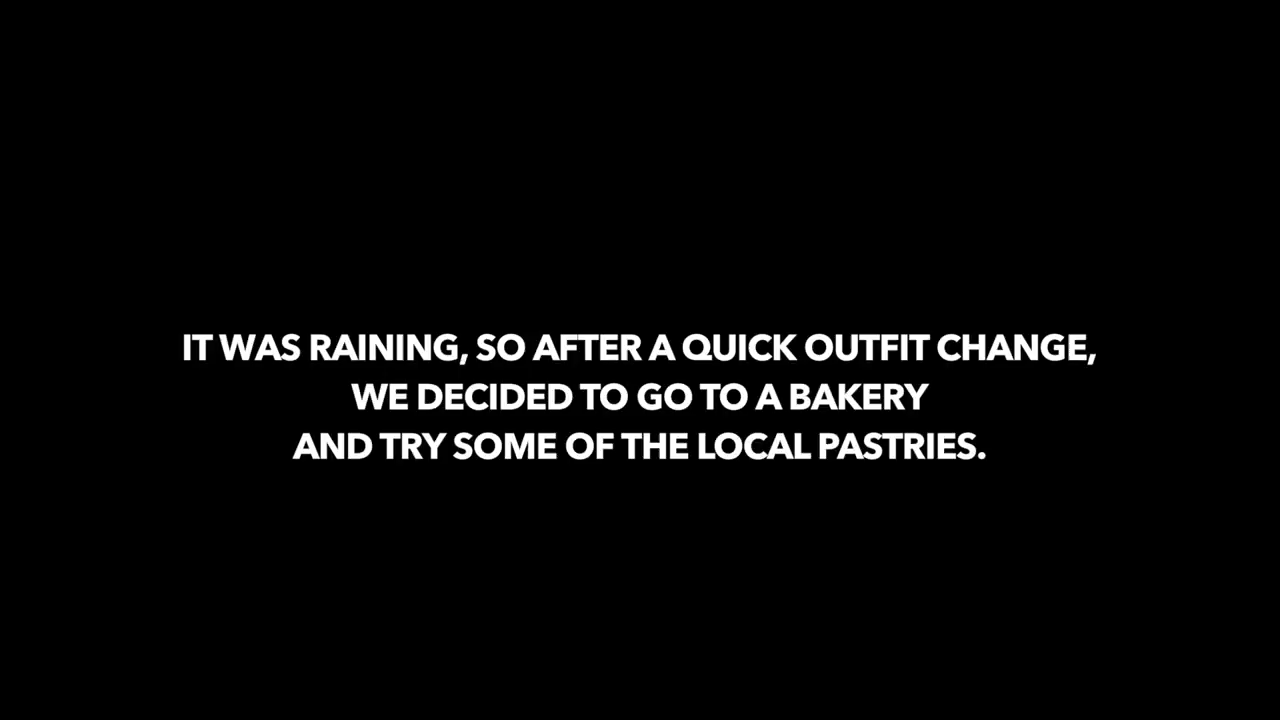 IT WAS RAINING, SO AFTER A QUICK OUTFIT CHANGE,
WE DECIDED TO GO TO A BAKERY
AND TRY SOME OF THE LOCAL PASTRIES.